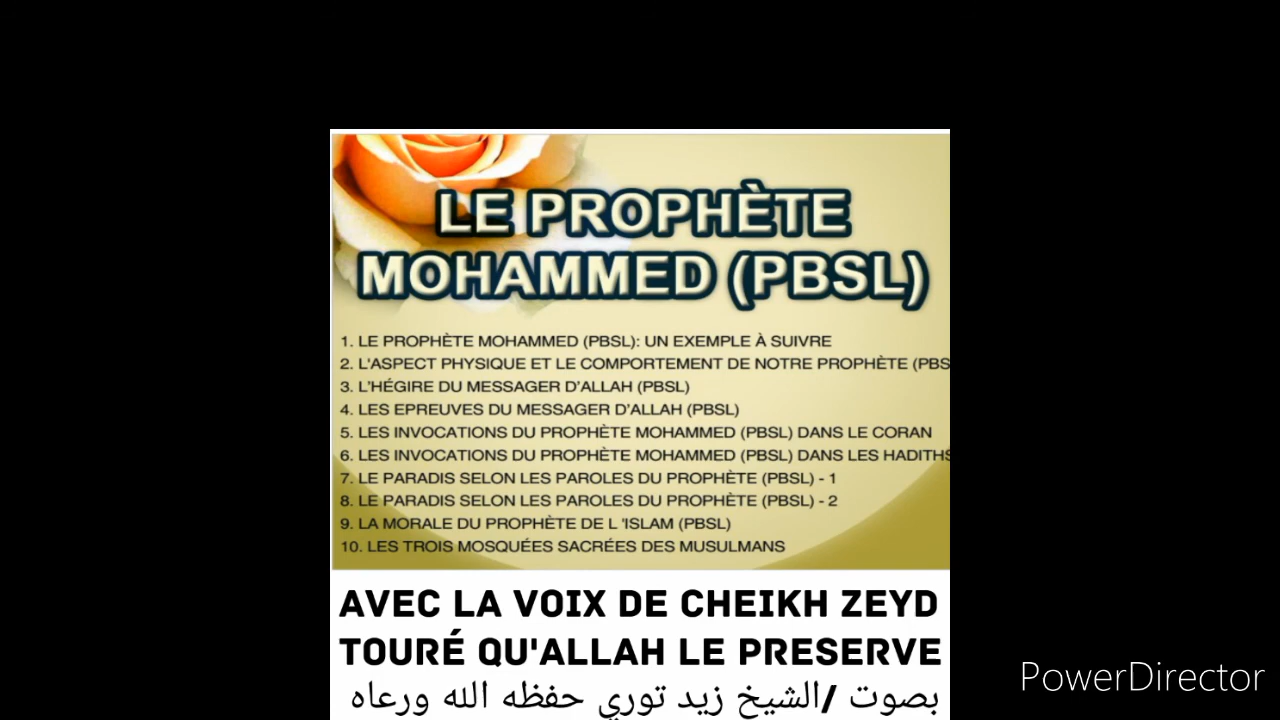 LE PROPHÈTE
MOHAMMED (PBSL)
1. LE PROPHÈTE MOHAMMED (PBSL): UN EXEMPLE À SUIVRE
2. L'ASPECT PHYSIQUE ET LE COMPORTEMENT DE NOTRE PROPHÈTE (PBS
3. L'HÉGIRE DU MESSAGER D'ALLAH (PBSL)
4. LES EPREUVES DU MESSAGER D'ALLAH (PBSL)
5. LES INVOCATIONS DU PROPHÈTE MOHAMMED (PBSL) DANS LE CORAN
6. LES INVOCATIONS DU PROPHÈTE MOHAMMED (PBSL) DANS LES HADITHS
7. LE PARADIS SELON LES PAROLES DU PROPHÈTE (PBSL) - 1
8. LE PARADIS SELON LES PAROLES DU PROPHÈTE (PBSL) - 2
9. LA MORALE DU PROPHÈTE DE L 'ISLAM (PBSL)
10. LES TROIS MOSQUÉES SACRÉES DES MUSULMANS
AVEC LA VOIX DE CHEIKH ZEYD
TOURÉ QU'ALLAH LE PRESERVE
بصوت /الشيخ زيد توري حفظه الله ورعاه
PowerDirector